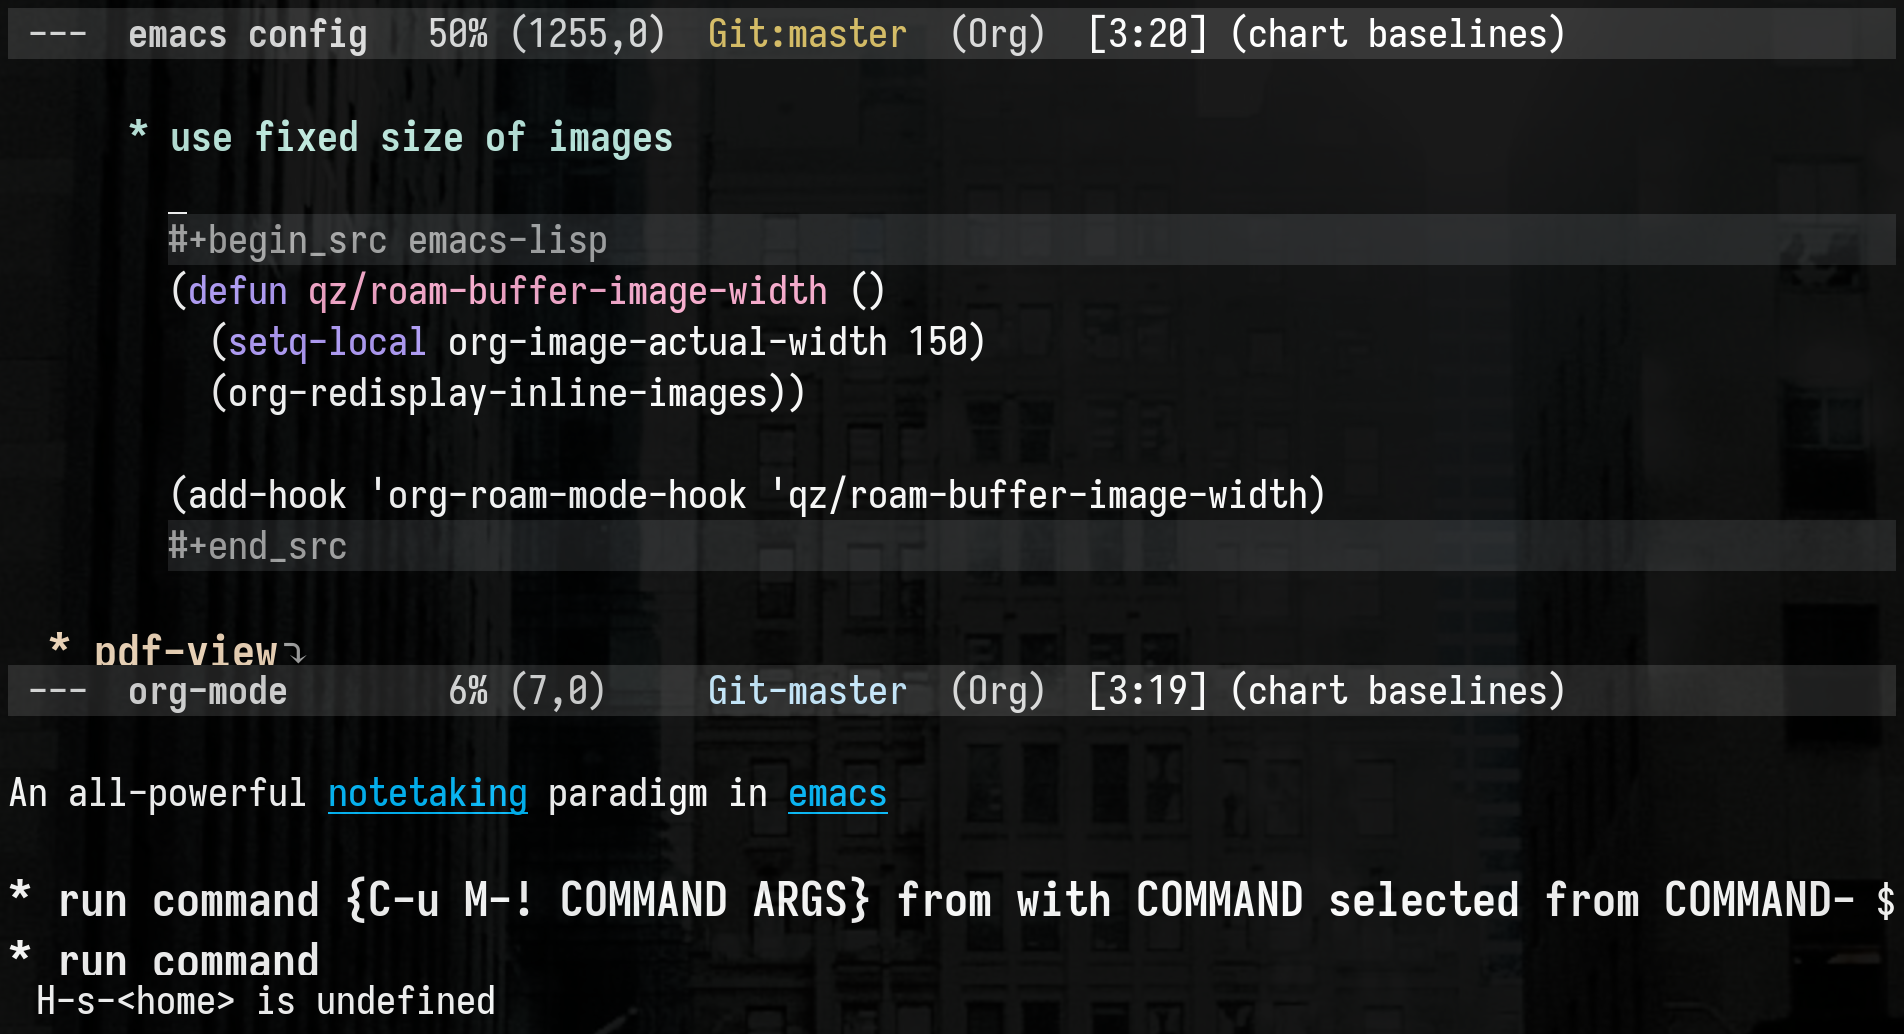 --- emacs config 50% (1255,0) Git:master (Org) [3:20] (chart baselines)
* use fixed size of images
#+begin_src emacs-lisp
(defun qz/roam-buffer-image-width ()
(setq-local org-image-actual-width 150)
(org-redisplay-inline-images))
(add-hook 'org-roam-mode-hook 'qz/roam-buffer-image-width)
#+end_src
* pdf-view⤵
--- org-mode 6% (7,0) Git-master (Org) [3:19] (chart baselines)
An all-powerful notetaking paradigm in emacs
* run command {C-u M-! COMMAND ARGS} from with COMMAND selected from COMMAND- $
* run command
H-s-<home> is undefined